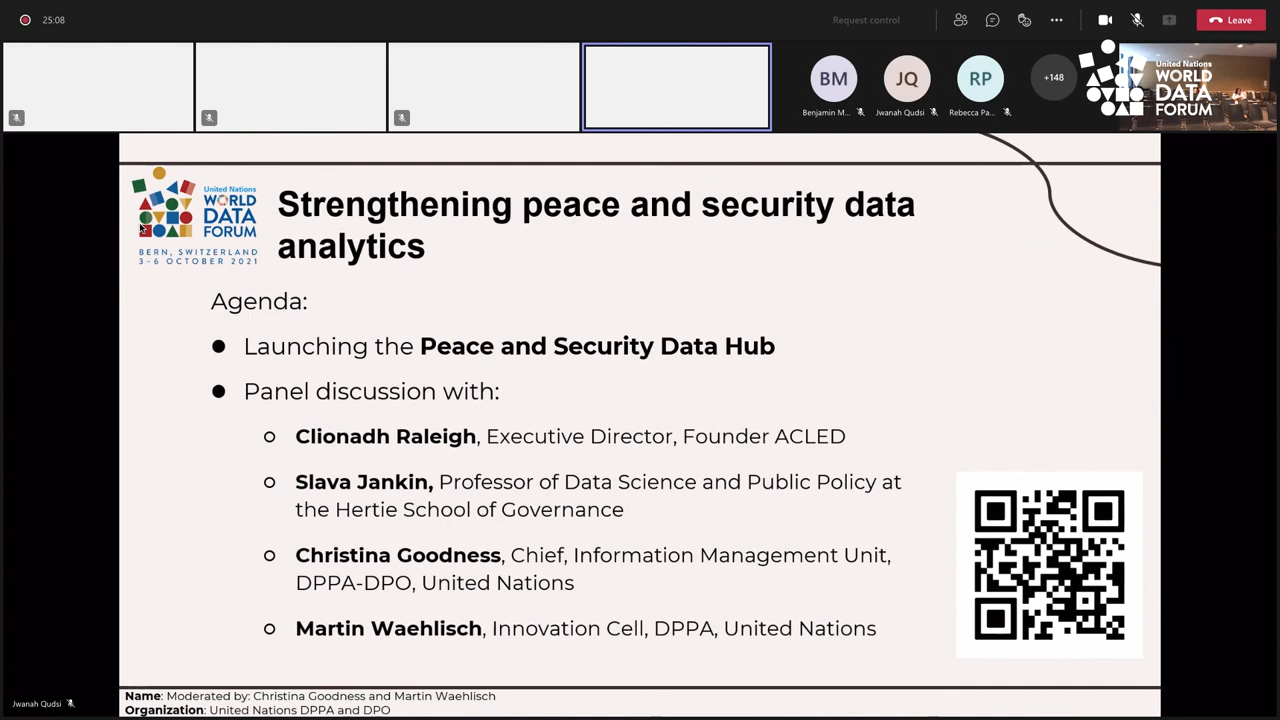 25:08
Request control
Leave
BM
JQ
RP
+148
Benjamin M...
Jwanah Qudsi
Rebecca Pa...
United Nations
WORLD
DATA
FORUM
United Nations
WORLD
DATA
FORUM
BERN, SWITZERLAND
3-6 OCTOBER 2021
Strengthening peace and security data
analytics
Agenda:
● Launching the Peace and Security Data Hub
● Panel discussion with:
○ Clionadh Raleigh, Executive Director, Founder ACLED
○ Slava Jankin, Professor of Data Science and Public Policy at
the Hertie School of Governance
○ Christina Goodness, Chief, Information Management Unit,
DPPA-DPO, United Nations
○ Martin Waehlisch, Innovation Cell, DPPA, United Nations
Jwanah Qudsi
Name: Moderated by: Christina Goodness and Martin Waehlisch
Organization: United Nations DPPA and DPO